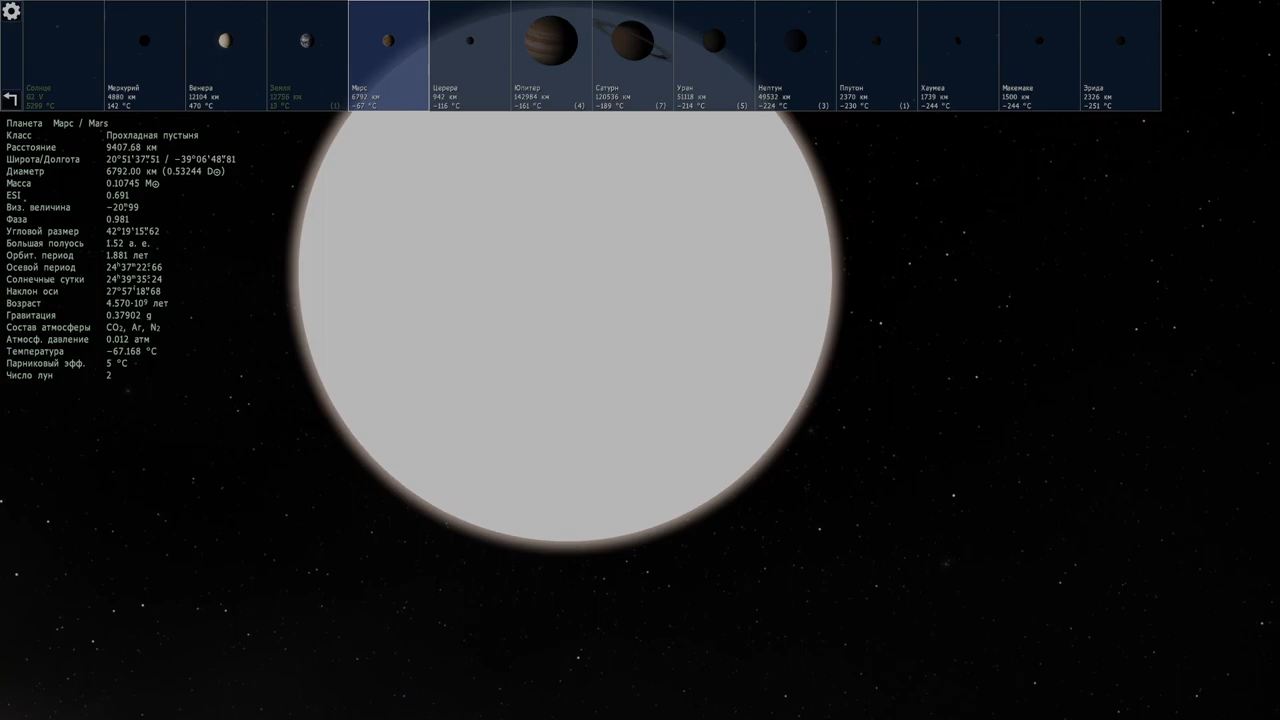 Солнце
G2 V
5299 °C
Меркурий
4880 км
142 °C
Венера
12104 км
470 °C
Земля
12756 км
13 °C (1)
Марс
6792 км
−67 °C
Церера
942 км
−116 °C
Юпитер
142984 км
−161 °C (4)
Сатурн
120536 км
−189 °C (7)
Уран
51118 км
−214 °C (5)
Нептун
49532 км
−224 °C (3)
Плутон
2370 км
−230 °C (1)
Хаумеа
1739 км
−244 °C
Макемаке
1500 км
−244 °C
Эрида
2326 км
−251 °C
Планета Марс / Mars
Класс Прохладная пустыня
Расстояние 9407.68 км
Широта/Долгота 20°51'37"51 / −39°06'48"81
Диаметр 6792.00 км (0.53244 D⊙)
Масса 0.10745 M⊙
ESI 0.691
Виз. величина −20ᵐ99
Фаза 0.981
Угловой размер 42°19'15"62
Большая полуось 1.52 а. е.
Орбит. период 1.881 лет
Осевой период 24ʰ37ᵐ22ˢ66
Солнечные сутки 24ʰ39ᵐ35ˢ24
Наклон оси 27°57'18"68
Возраст 4.570·10⁹ лет
Гравитация 0.37902 g
Состав атмосферы CO₂, Ar, N₂
Атмосф. давление 0.012 атм
Температура −67.168 °C
Парниковый эфф. 5 °C
Число лун 2